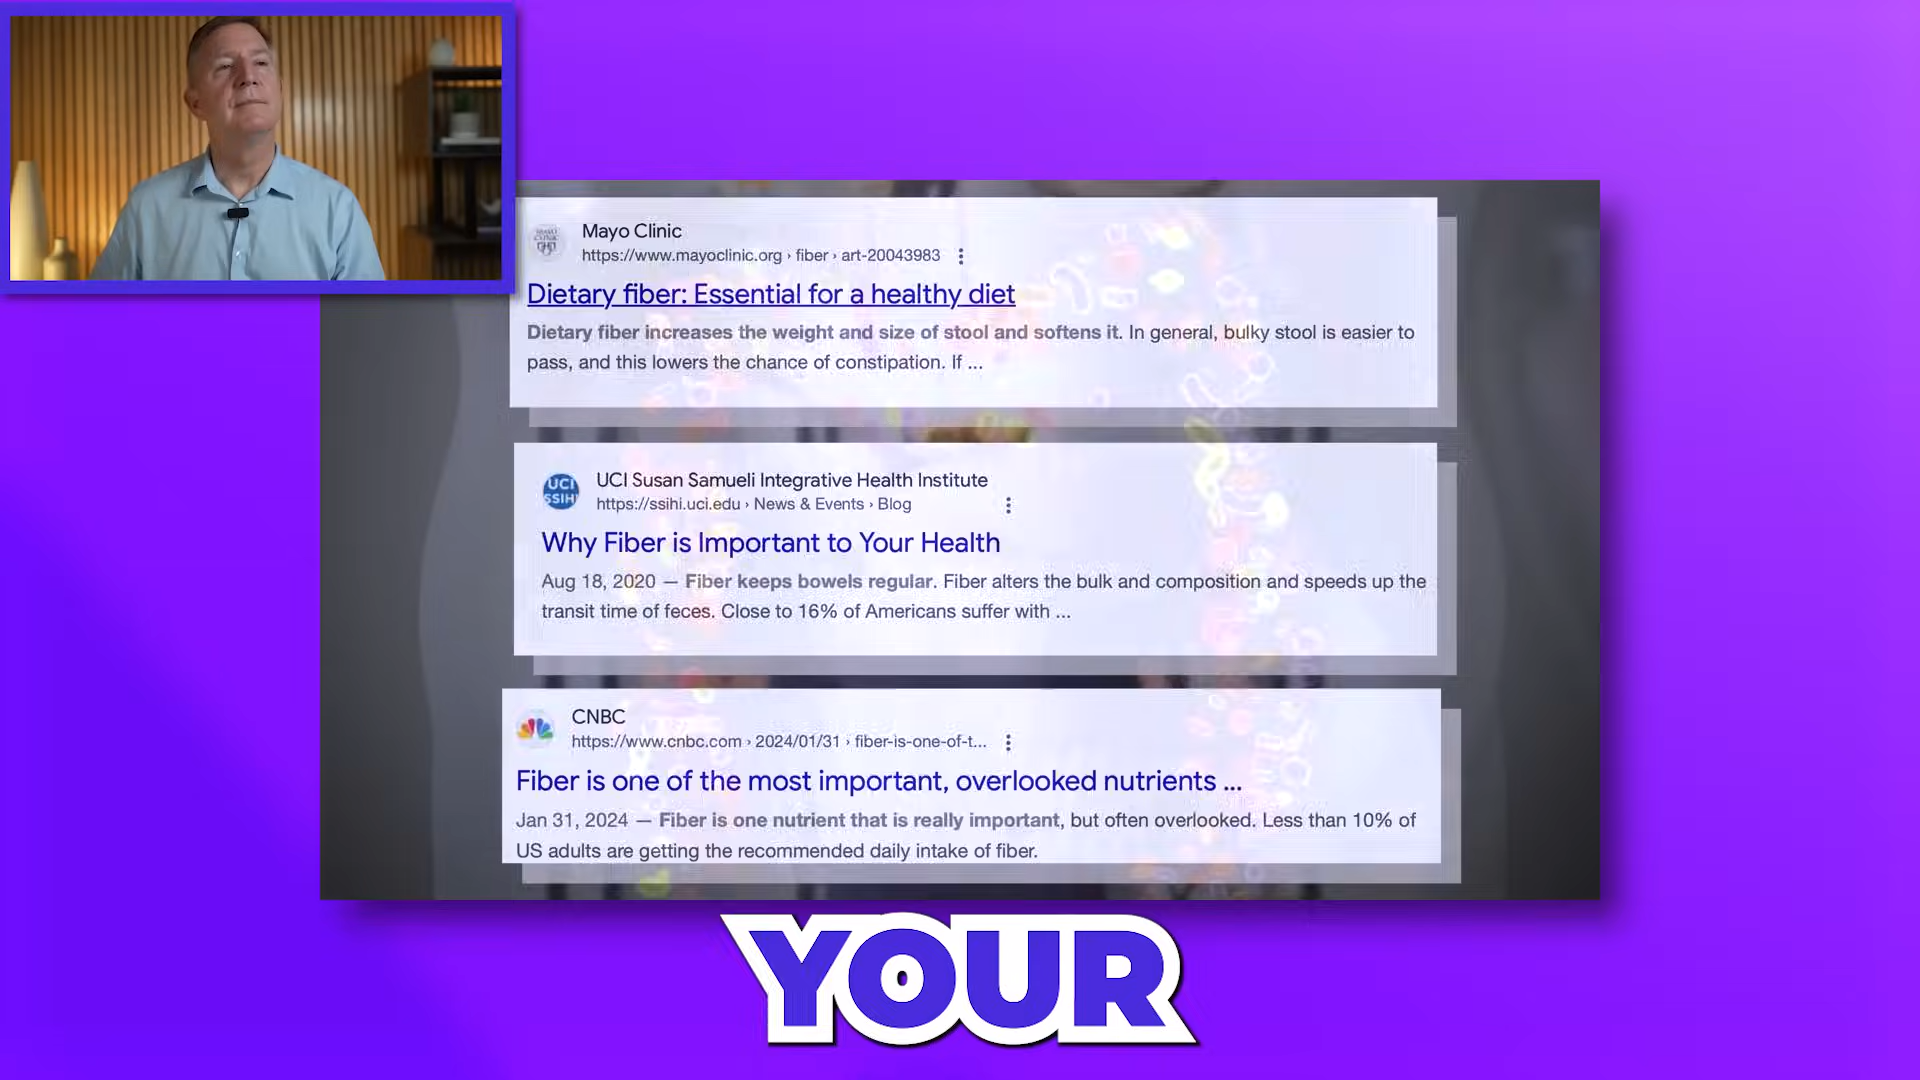 Mayo Clinic
https://www.mayoclinic.org › fiber › art-20043983
Dietary fiber: Essential for a healthy diet
Dietary fiber increases the weight and size of stool and softens it. In general, bulky stool is easier to
pass, and this lowers the chance of constipation. If ...
UCI
SSIHI
UCI Susan Samueli Integrative Health Institute
https://ssihi.uci.edu › News & Events › Blog
Why Fiber is Important to Your Health
Aug 18, 2020 — Fiber keeps bowels regular. Fiber alters the bulk and composition and speeds up the
transit time of feces. Close to 16% of Americans suffer with ...
CNBC
https://www.cnbc.com › 2024/01/31 › fiber-is-one-of-t...
Fiber is one of the most important, overlooked nutrients ...
Jan 31, 2024 — Fiber is one nutrient that is really important, but often overlooked. Less than 10% of
US adults are getting the recommended daily intake of fiber.
YOUR